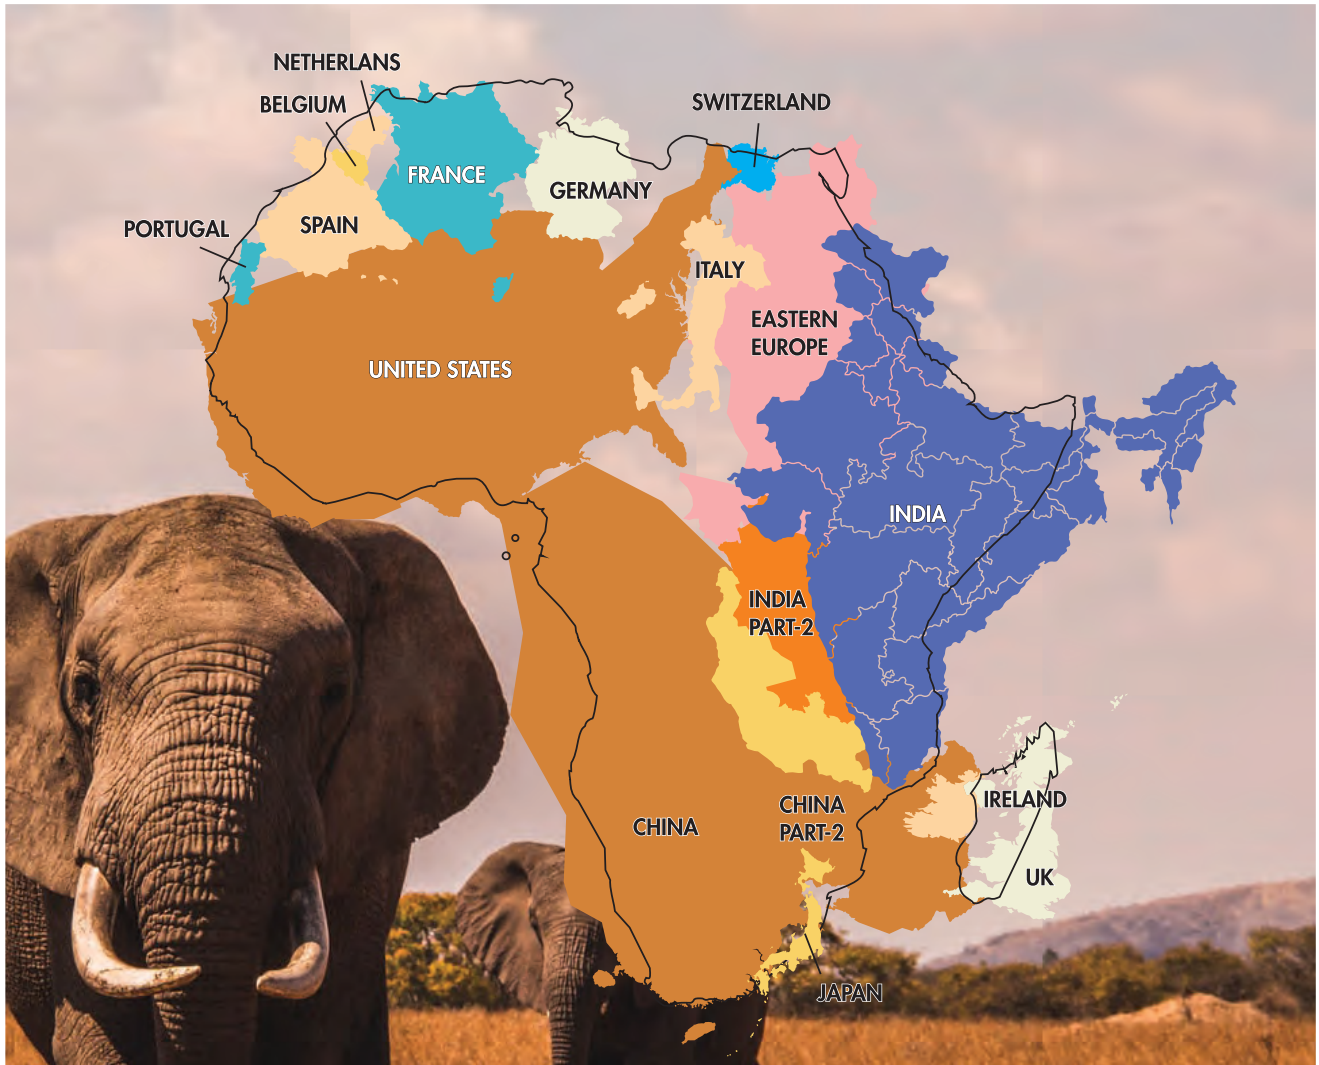 NETHERLANS
BELGIUM
SWITZERLAND
FRANCE
GERMANY
SPAIN
PORTUGAL
ITALY
EASTERN
EUROPE
UNITED STATES
INDIA
INDIA
PART-2
CHINA
CHINA
PART-2
IRELAND
UK
JAPAN